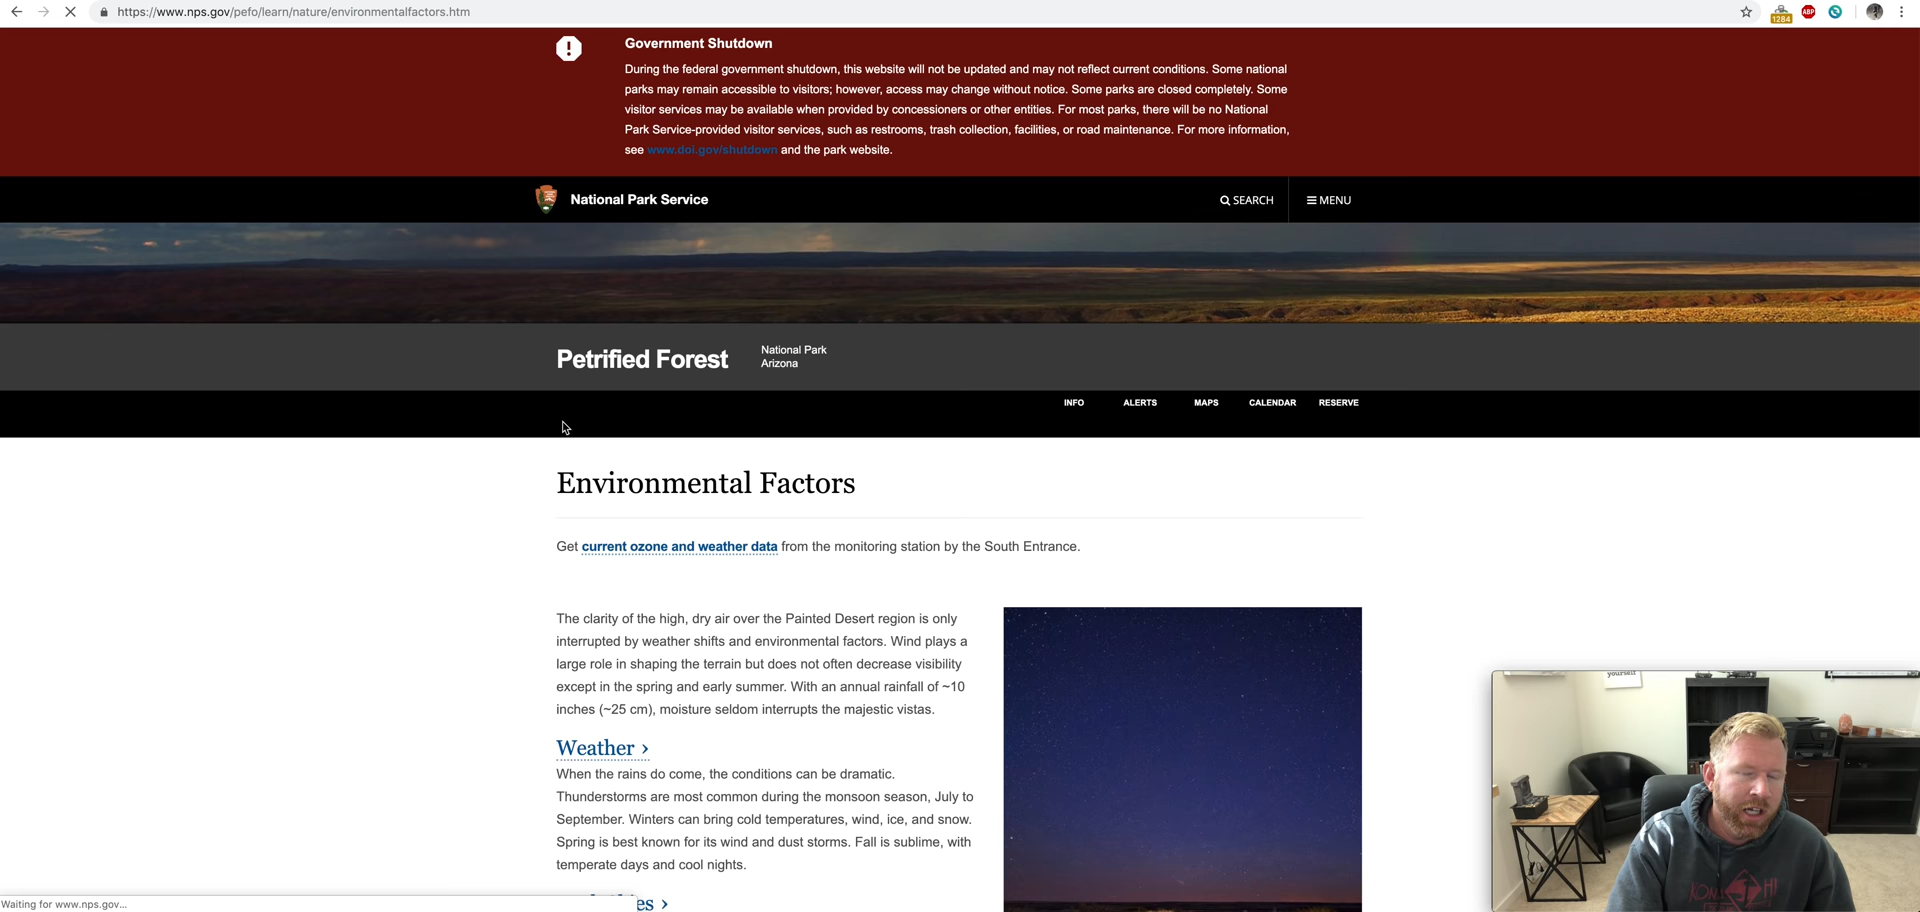 https://www.nps.gov/pefo/learn/nature/environmentalfactors.htm
1284
ABP
Government Shutdown
During the federal government shutdown, this website will not be updated and may not reflect current conditions. Some national
parks may remain accessible to visitors; however, access may change without notice. Some parks are closed completely. Some
visitor services may be available when provided by concessioners or other entities. For most parks, there will be no National
Park Service-provided visitor services, such as restrooms, trash collection, facilities, or road maintenance. For more information,
see www.doi.gov/shutdown and the park website.
National Park Service
SEARCH
MENU
Petrified Forest
National Park
Arizona
INFO
ALERTS
MAPS
CALENDAR
RESERVE
Environmental Factors
Get current ozone and weather data from the monitoring station by the South Entrance.
The clarity of the high, dry air over the Painted Desert region is only
interrupted by weather shifts and environmental factors. Wind plays a
large role in shaping the terrain but does not often decrease visibility
except in the spring and early summer. With an annual rainfall of ~10
inches (~25 cm), moisture seldom interrupts the majestic vistas.
Weather ›
When the rains do come, the conditions can be dramatic.
Thunderstorms are most common during the monsoon season, July to
September. Winters can bring cold temperatures, wind, ice, and snow.
Spring is best known for its wind and dust storms. Fall is sublime, with
temperate days and cool nights.
es ›
Waiting for www.nps.gov...
yourself